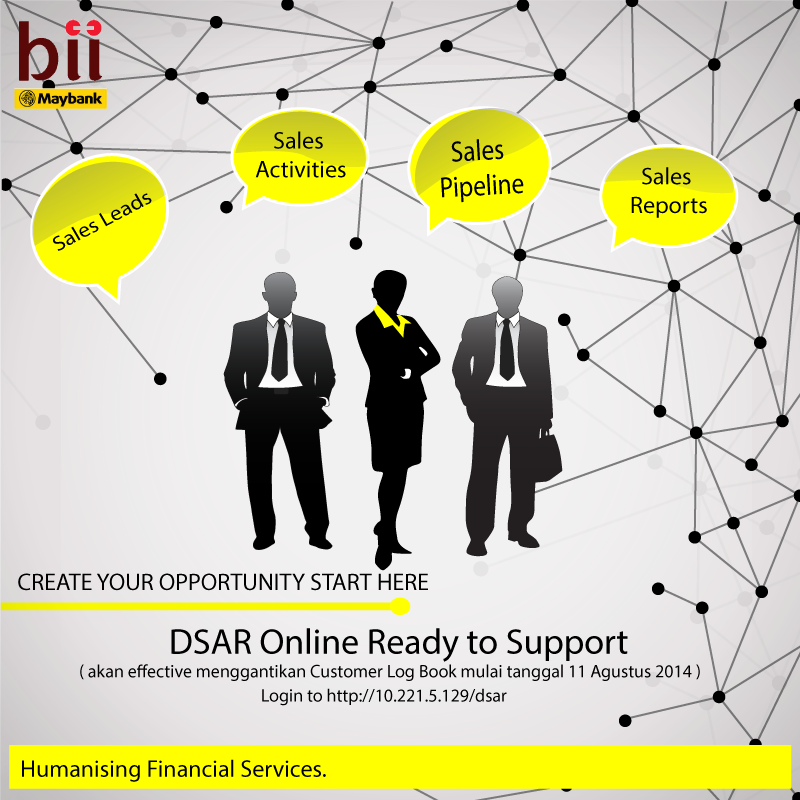 bii
Maybank
Sales Leads
Sales
Activities
Sales
Pipeline
Sales
Reports
CREATE YOUR OPPORTUNITY START HERE
DSAR Online Ready to Support
( akan effective menggantikan Customer Log Book mulai tanggal 11 Agustus 2014 )
Login to http://10.221.5.129/dsar
Humanising Financial Services.